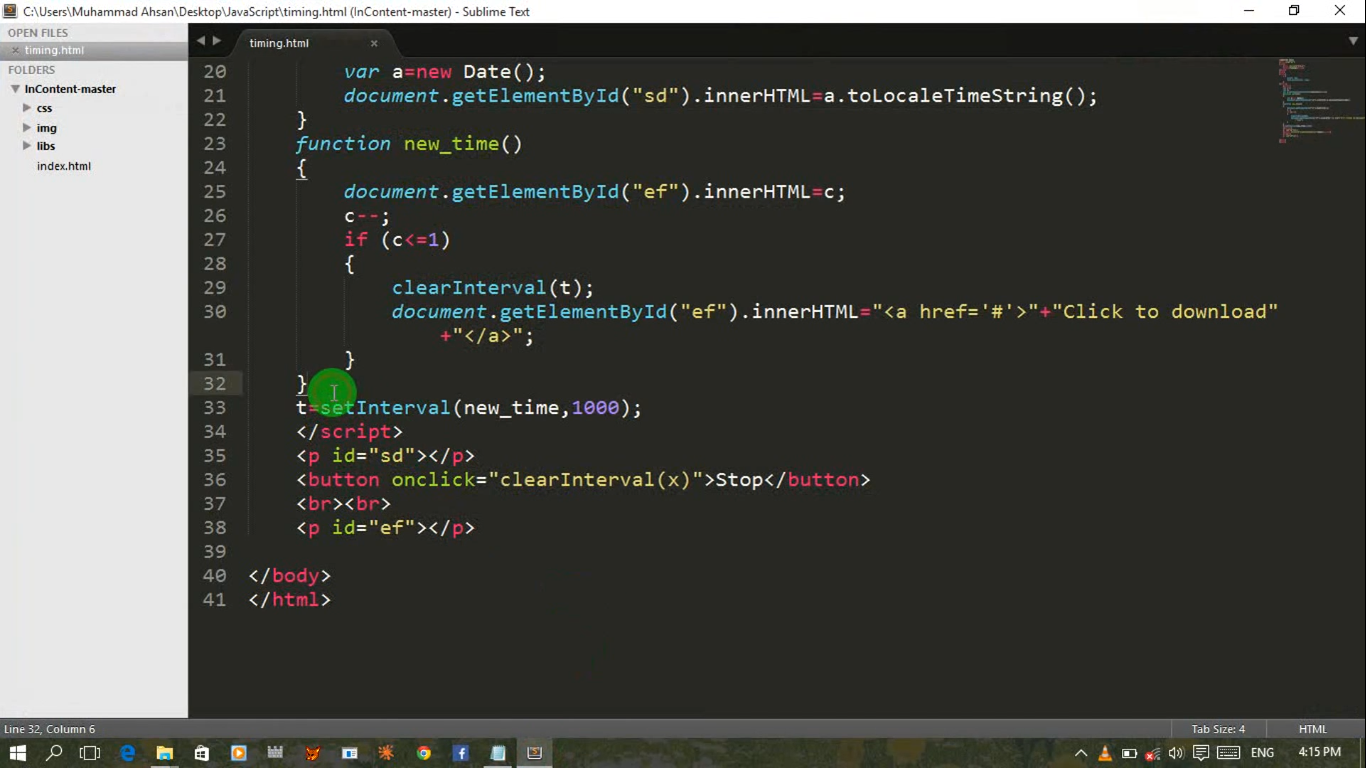 C:\Users\Muhammad Ahsan\Desktop\JavaScript\timing.html (InContent-master) - Sublime Text
OPEN FILES
timing.html
FOLDERS
InContent-master
css
img
libs
index.html
timing.html
20 var a=new Date();
21 document.getElementById("sd").innerHTML=a.toLocaleTimeString();
22 }
23 function new_time()
24 {
25 document.getElementById("ef").innerHTML=c;
26 c--;
27 if (c<=1)
28 {
29 clearInterval(t);
30 document.getElementById("ef").innerHTML="<a href='#'>"+"Click to download"
+"</a>";
31 }
32 }
33 t=setInterval(new_time,1000);
34 </script>
35 <p id="sd"></p>
36 <button onclick="clearInterval(x)">Stop</button>
37 <br><br>
38 <p id="ef"></p>
39
40 </body>
41 </html>
Line 32, Column 6
Tab Size: 4
HTML
ENG
4:15 PM